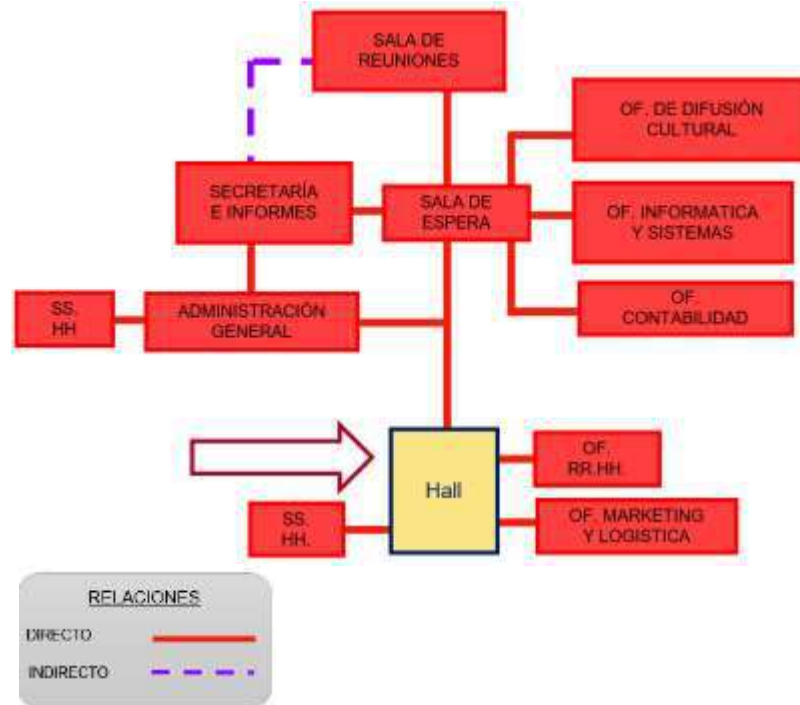 SALA DE
REUNIONES
OF. DE DIFUSIÓN
CULTURAL
SECRETARÍA
E INFORMES
SALA DE
ESPERA
OF. INFORMATICA
Y SISTEMAS
SS.
HH
ADMINISTRACIÓN
GENERAL
OF.
CONTABILIDAD
Hall
OF.
RR.HH.
SS.
HH.
OF. MARKETING
Y LOGISTICA
RELACIONES
DIRECTO
INDIRECTO